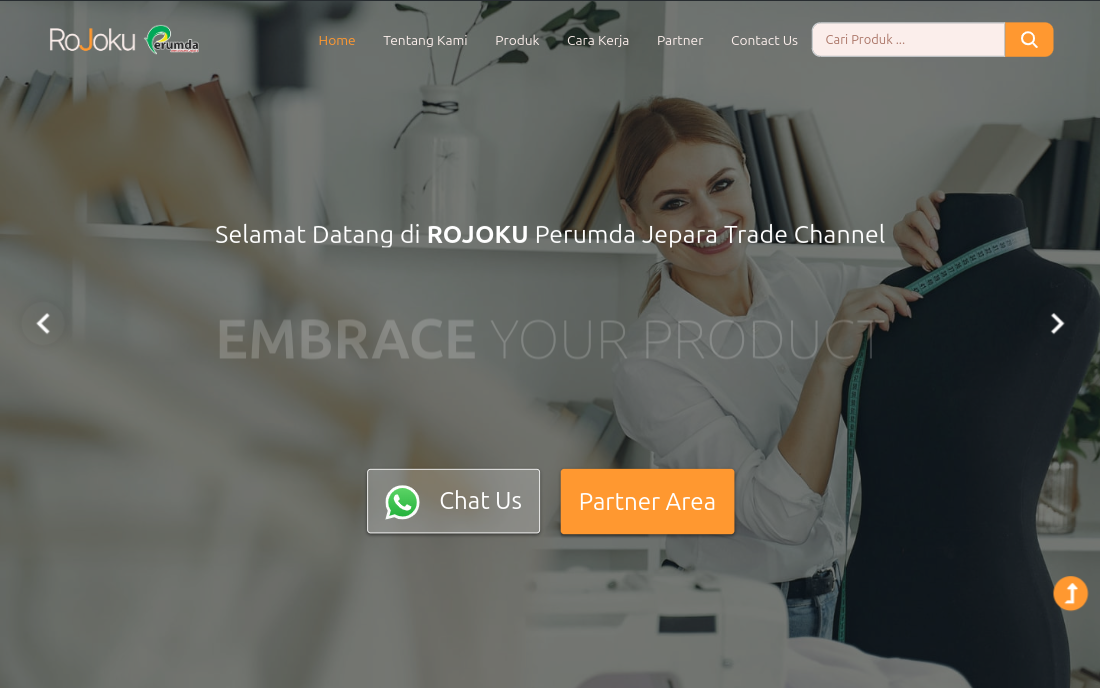 RoJoku Perumda
Home
Tentang Kami
Produk
Cara Kerja
Partner
Contact Us
Cari Produk ...
Selamat Datang di ROJOKU Perumda Jepara Trade Channel
EMBRACE YOUR PRODUCT
Chat Us
Partner Area